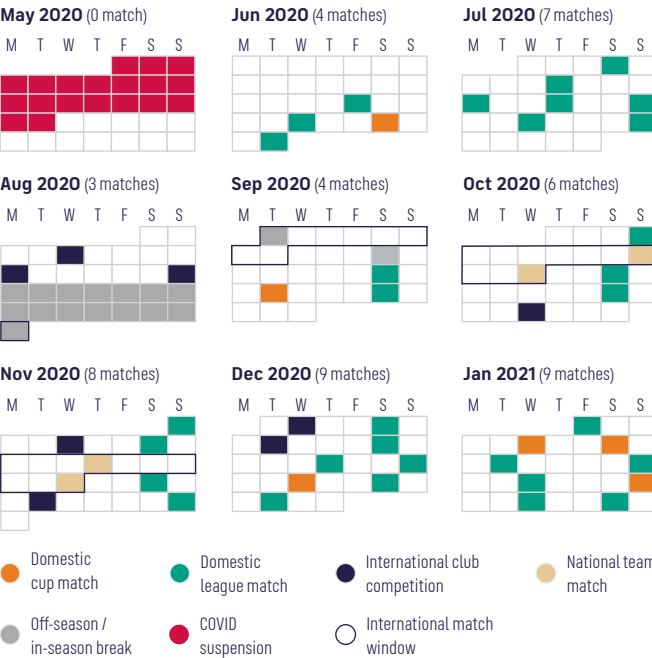 May 2020 (0 match)
Jun 2020 (4 matches)
Jul 2020 (7 matches)
M T W T F S S
M T W T F S S
M T W T F S S
Aug 2020 (3 matches)
Sep 2020 (4 matches)
Oct 2020 (6 matches)
M T W T F S S
M T W T F S S
M T W T F S S
Nov 2020 (8 matches)
Dec 2020 (9 matches)
Jan 2021 (9 matches)
M T W T F S S
M T W T F S S
M T W T F S S
Domestic
cup match
Domestic
league match
International club
competition
National team
match
Off-season /
in-season break
COVID
suspension
International match
window